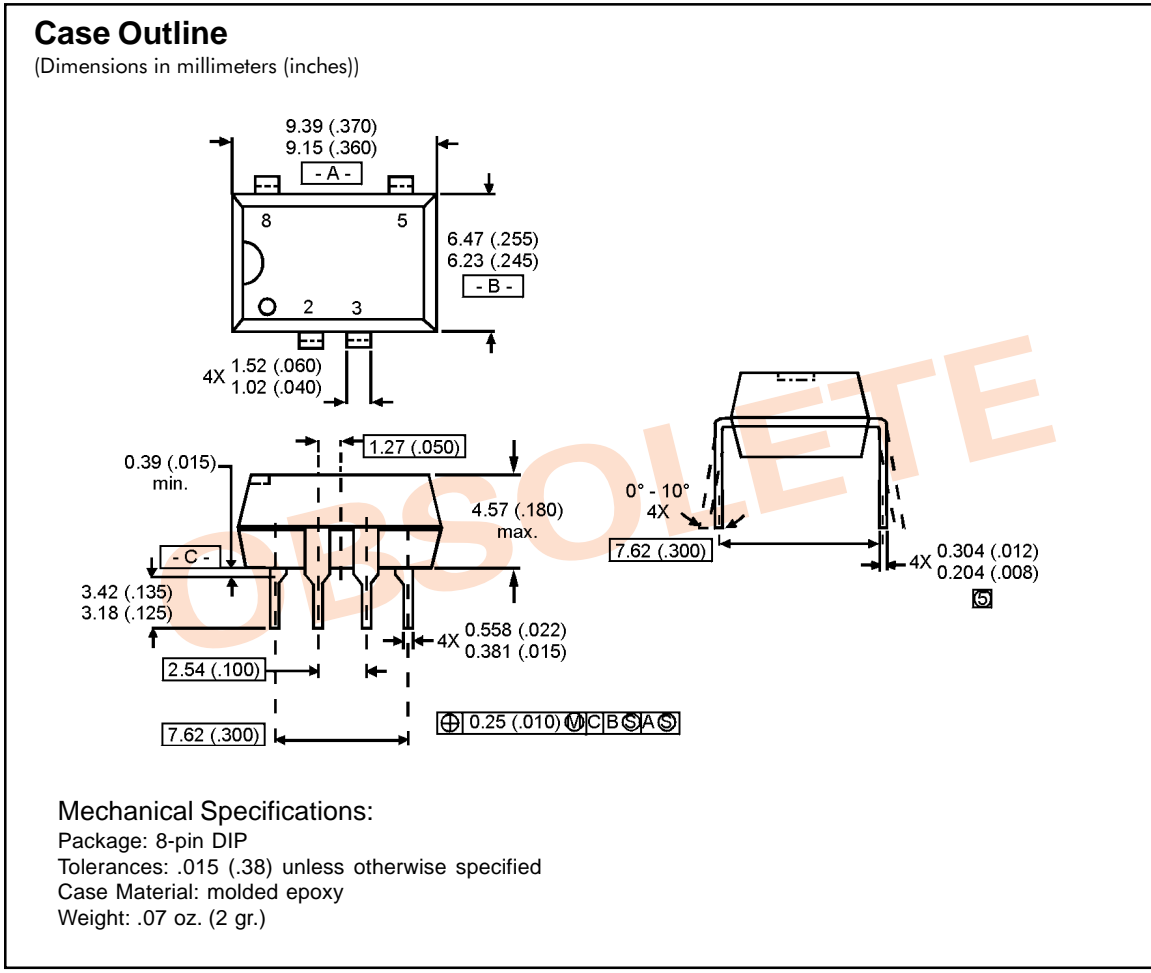 Case Outline
(Dimensions in millimeters (inches))
9.39 (.370)
9.15 (.360)
- A -
8
5
6.47 (.255)
6.23 (.245)
- B -
2
3
4X
1.52 (.060)
1.02 (.040)
1.27 (.050)
0.39 (.015)
min.
4.57 (.180)
max.
- C -
3.42 (.135)
3.18 (.125)
4X
0.558 (.022)
0.381 (.015)
2.54 (.100)
7.62 (.300)
⌖ 0.25 (.010) Ⓜ C B Ⓢ A Ⓢ
0° - 10°
4X
7.62 (.300)
4X
0.304 (.012)
0.204 (.008)
⑤
OBSOLETE
Mechanical Specifications:
Package: 8-pin DIP
Tolerances: .015 (.38) unless otherwise specified
Case Material: molded epoxy
Weight: .07 oz. (2 gr.)